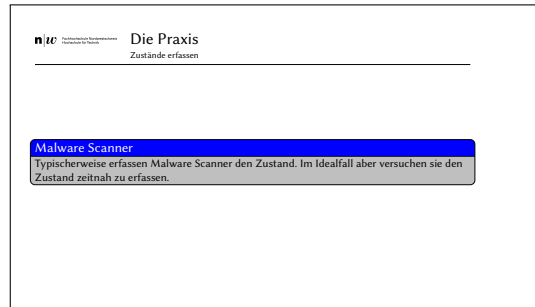 n|w Fachhochschule Nordwestschweiz
Hochschule für Technik
Die Praxis
Zustände erfassen
Malware Scanner
Typischerweise erfassen Malware Scanner den Zustand. Im Idealfall aber versuchen sie den
Zustand zeitnah zu erfassen.